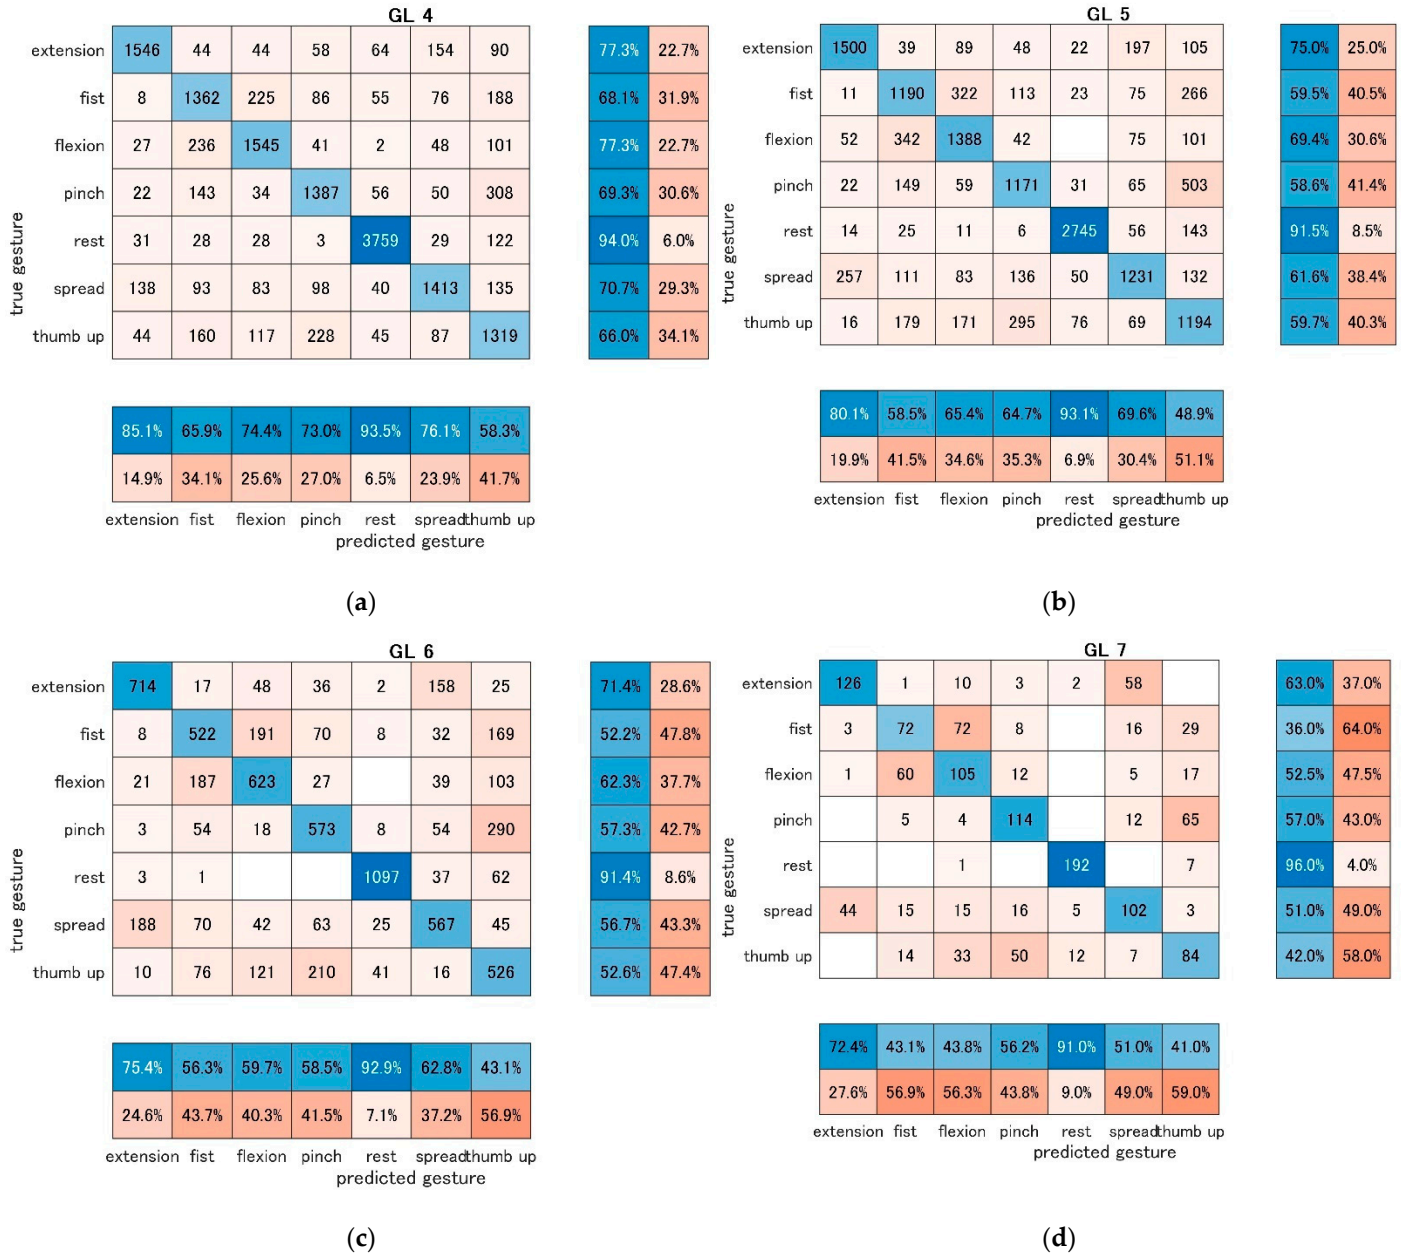 GL 4
extension 1546 44 44 58 64 154 90 77.3% 22.7%
fist 8 1362 225 86 55 76 188 68.1% 31.9%
flexion 27 236 1545 41 2 48 101 77.3% 22.7%
pinch 22 143 34 1387 56 50 308 69.3% 30.6%
rest 31 28 28 3 3759 29 122 94.0% 6.0%
spread 138 93 83 98 40 1413 135 70.7% 29.3%
thumb up 44 160 117 228 45 87 1319 66.0% 34.1%
true gesture
85.1% 65.9% 74.4% 73.0% 93.5% 76.1% 58.3%
14.9% 34.1% 25.6% 27.0% 6.5% 23.9% 41.7%
extension fist flexion pinch rest spread thumb up
predicted gesture
(a)
GL 5
extension 1500 39 89 48 22 197 105 75.0% 25.0%
fist 11 1190 322 113 23 75 266 59.5% 40.5%
flexion 52 342 1388 42 75 101 69.4% 30.6%
pinch 22 149 59 1171 31 65 503 58.6% 41.4%
rest 14 25 11 6 2745 56 143 91.5% 8.5%
spread 257 111 83 136 50 1231 132 61.6% 38.4%
thumb up 16 179 171 295 76 69 1194 59.7% 40.3%
true gesture
80.1% 58.5% 65.4% 64.7% 93.1% 69.6% 48.9%
19.9% 41.5% 34.6% 35.3% 6.9% 30.4% 51.1%
extension fist flexion pinch rest spread thumb up
predicted gesture
(b)
GL 6
extension 714 17 48 36 2 158 25 71.4% 28.6%
fist 8 522 191 70 8 32 169 52.2% 47.8%
flexion 21 187 623 27 39 103 62.3% 37.7%
pinch 3 54 18 573 8 54 290 57.3% 42.7%
rest 3 1 1097 37 62 91.4% 8.6%
spread 188 70 42 63 25 567 45 56.7% 43.3%
thumb up 10 76 121 210 41 16 526 52.6% 47.4%
true gesture
75.4% 56.3% 59.7% 58.5% 92.9% 62.8% 43.1%
24.6% 43.7% 40.3% 41.5% 7.1% 37.2% 56.9%
extension fist flexion pinch rest spread thumb up
predicted gesture
(c)
GL 7
extension 126 1 10 3 2 58 63.0% 37.0%
fist 3 72 72 8 16 29 36.0% 64.0%
flexion 1 60 105 12 5 17 52.5% 47.5%
pinch 5 4 114 12 65 57.0% 43.0%
rest 1 192 7 96.0% 4.0%
spread 44 15 15 16 5 102 3 51.0% 49.0%
thumb up 14 33 50 12 7 84 42.0% 58.0%
true gesture
72.4% 43.1% 43.8% 56.2% 91.0% 51.0% 41.0%
27.6% 56.9% 56.3% 43.8% 9.0% 49.0% 59.0%
extension fist flexion pinch rest spread thumb up
predicted gesture
(d)